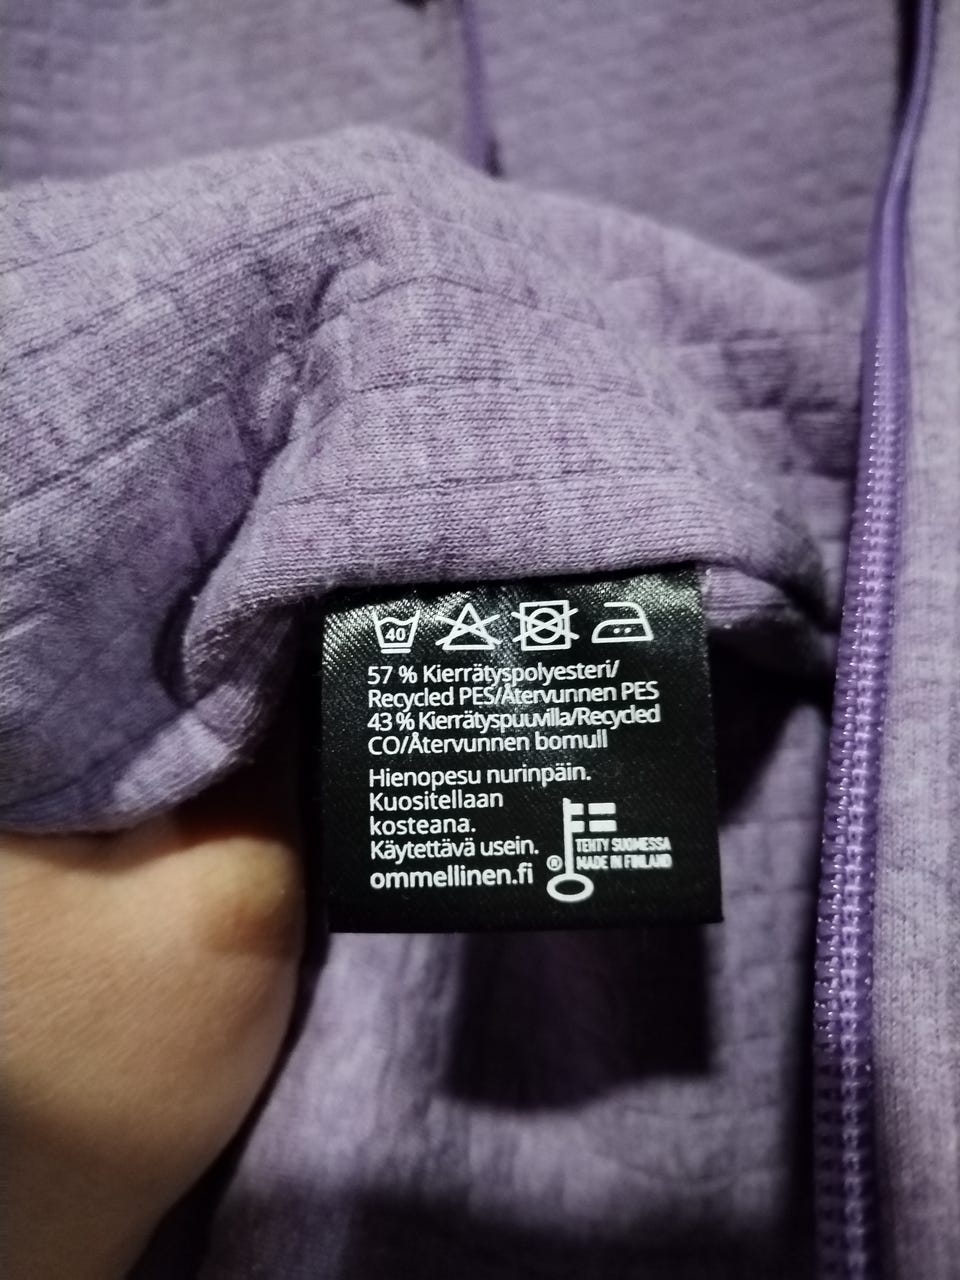 40
57 % Kierrätyspolyesteri/
Recycled PES/Återvunnen PES
43 % Kierrätyspuuvilla/Recycled
CO/Återvunnen bomull
Hienopesu nurinpäin.
Kuositellaan
kosteana.
Käytettävä usein.
ommellinen.fi
® TEHTY SUOMESSA
MADE IN FINLAND